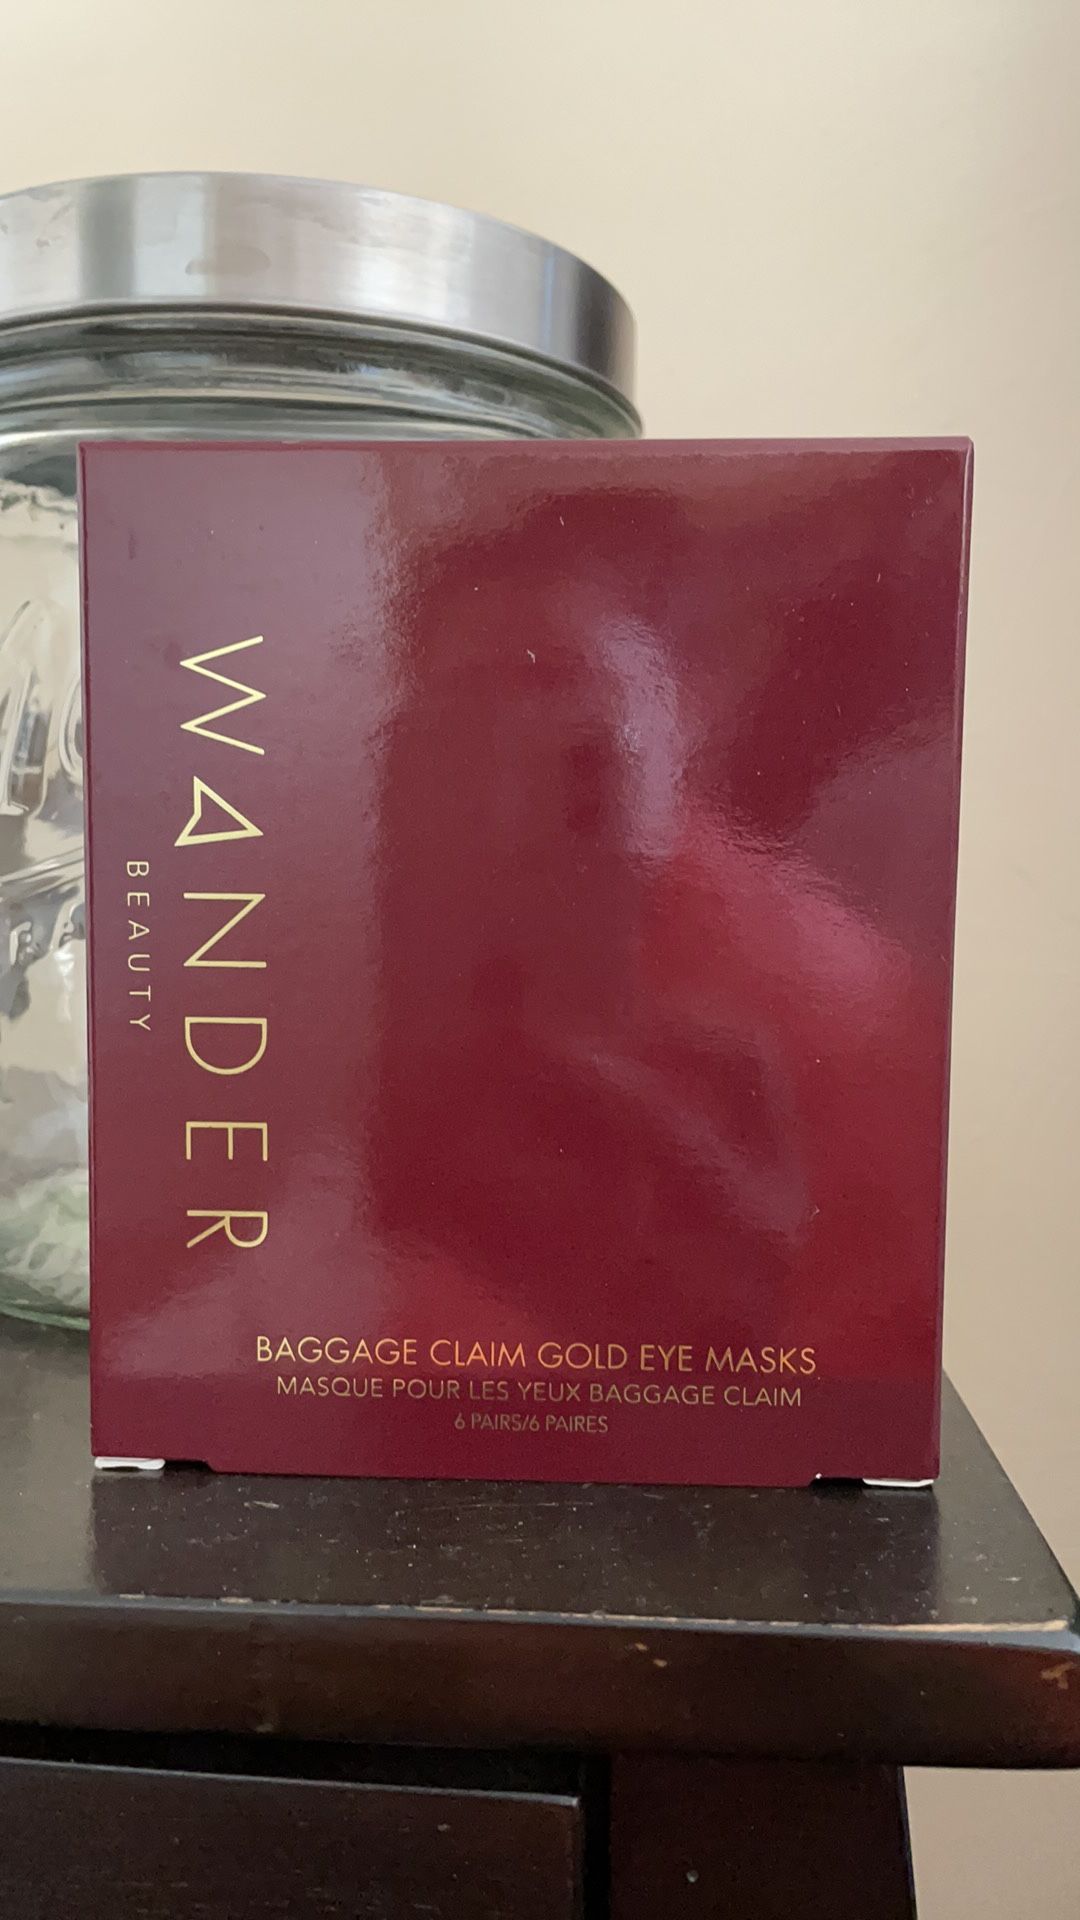 WANDER
BEAUTY
BAGGAGE CLAIM GOLD EYE MASKS
MASQUE POUR LES YEUX BAGGAGE CLAIM
6 PAIRS/6 PAIRES